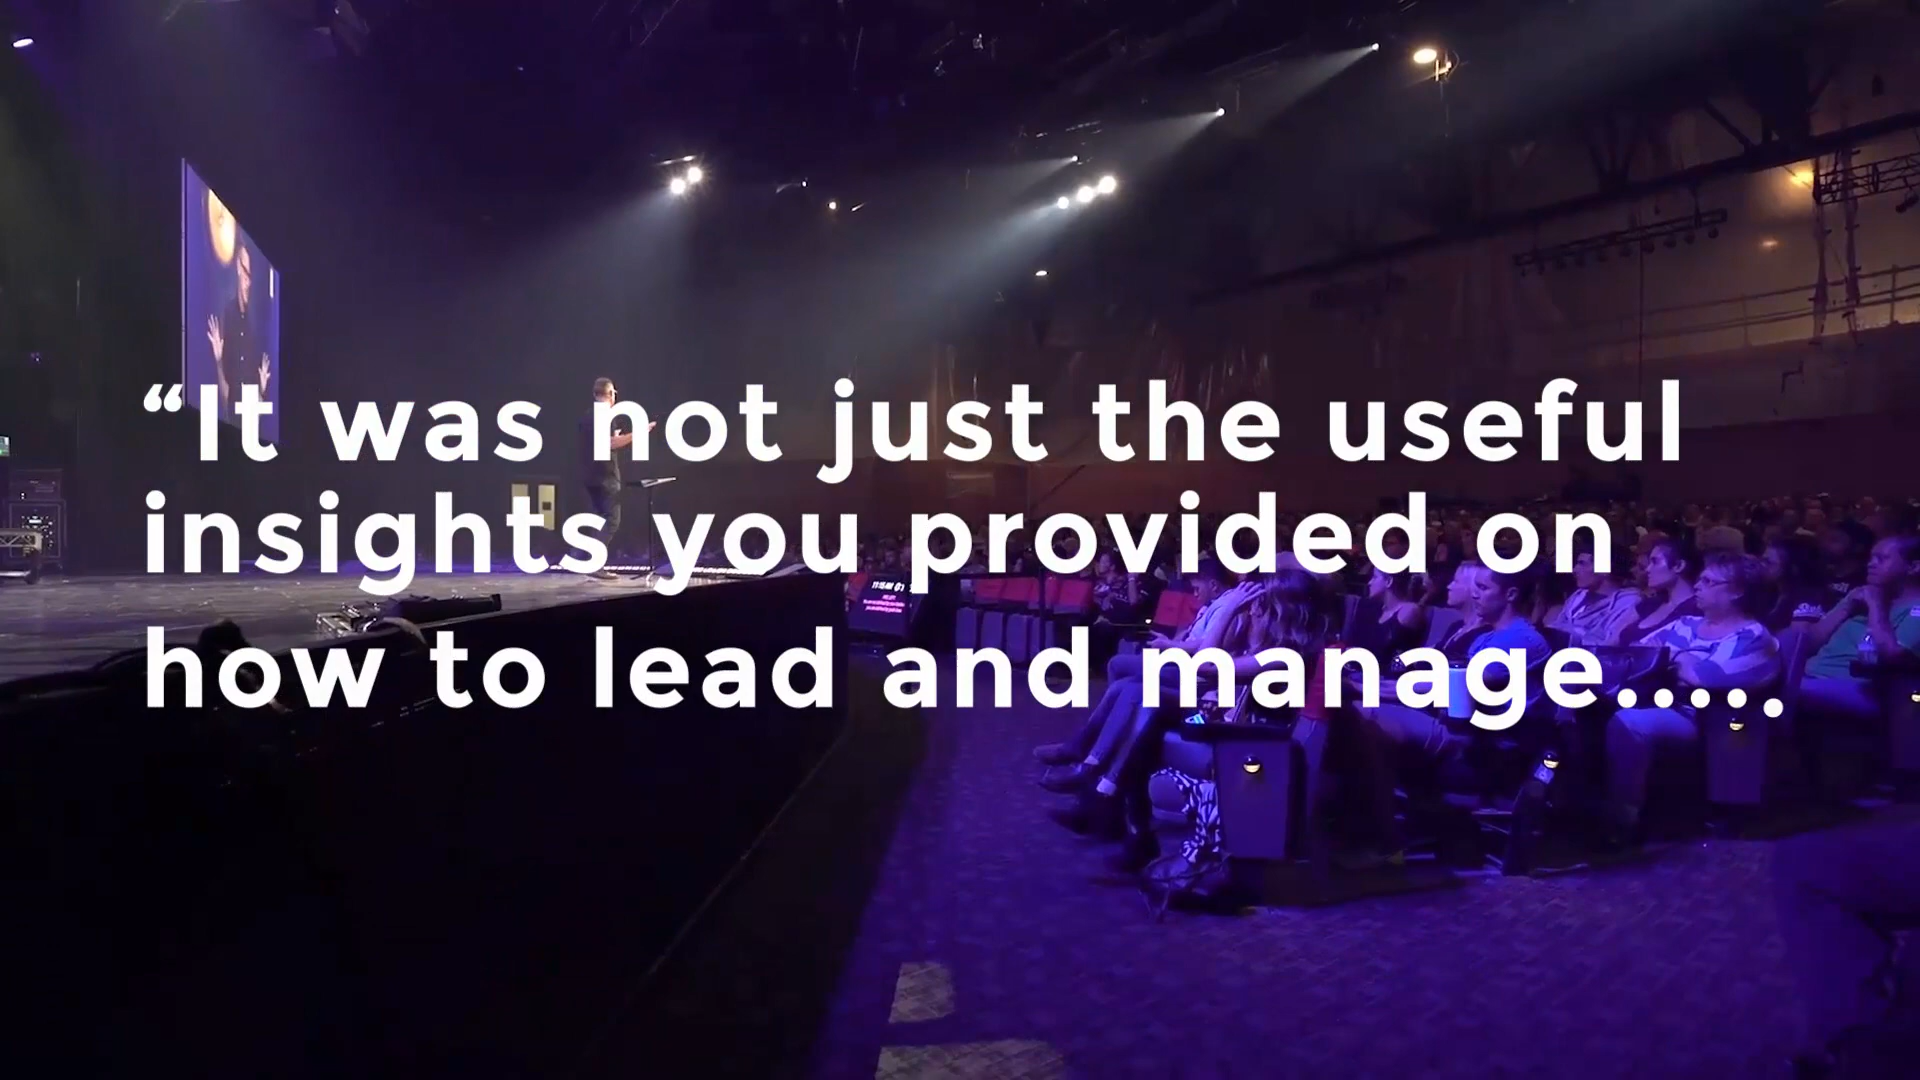 “It was not just the useful
insights you provided on
how to lead and manage.....